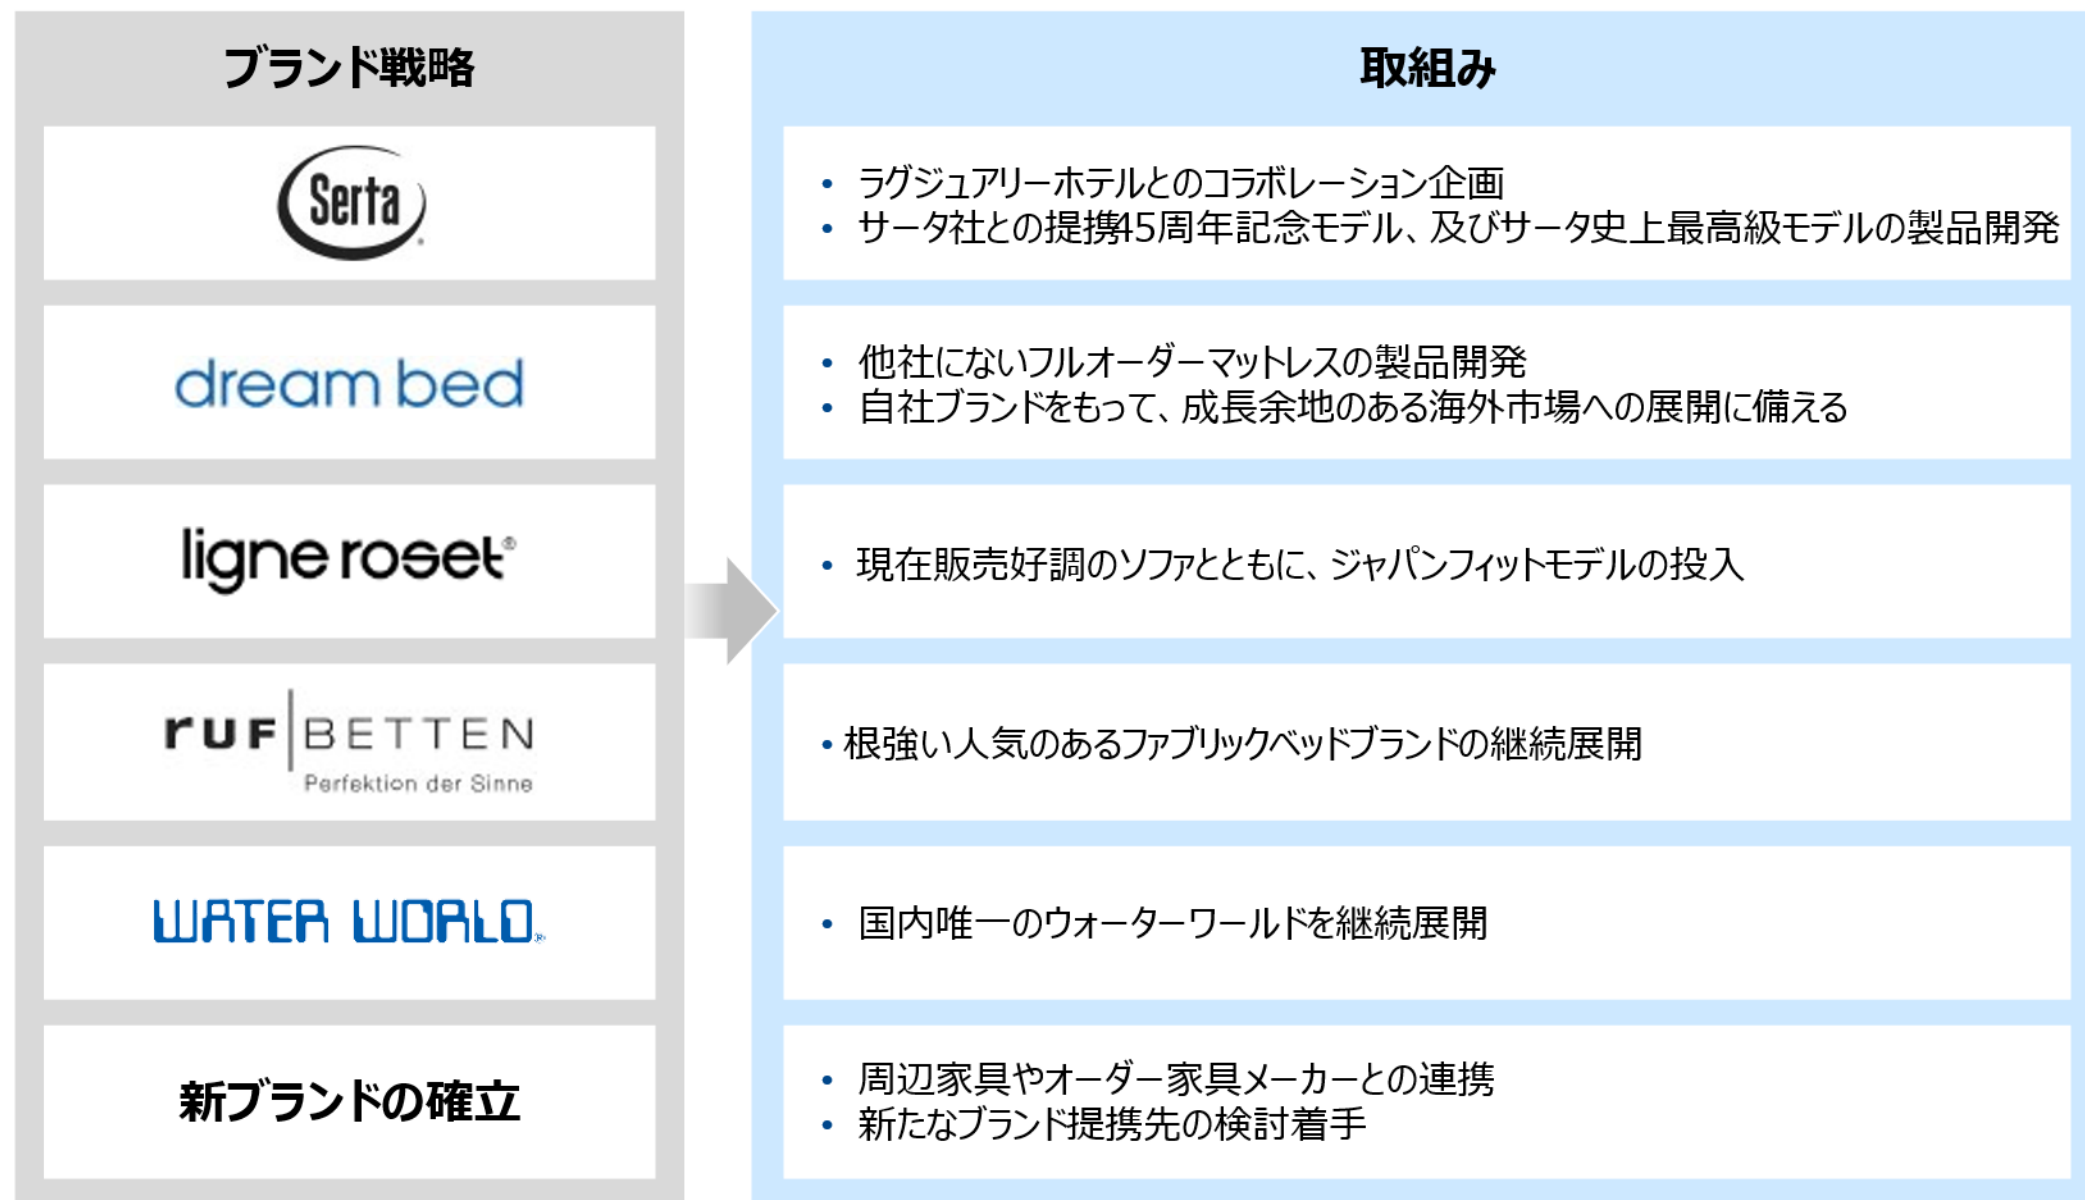 ブランド戦略
取組み
Serta
• ラグジュアリーホテルとのコラボレーション企画
• サータ社との提携45周年記念モデル、及びサータ史上最高級モデルの製品開発
dream bed
• 他社にないフルオーダーマットレスの製品開発
• 自社ブランドをもって、成長余地のある海外市場への展開に備える
ligne roset®
• 現在販売好調のソファとともに、ジャパンフィットモデルの投入
ruf BETTEN
Perfektion der Sinne
• 根強い人気のあるファブリックベッドブランドの継続展開
WATER WORLD®
• 国内唯一のウォーターワールドを継続展開
新ブランドの確立
• 周辺家具やオーダー家具メーカーとの連携
• 新たなブランド提携先の検討着手